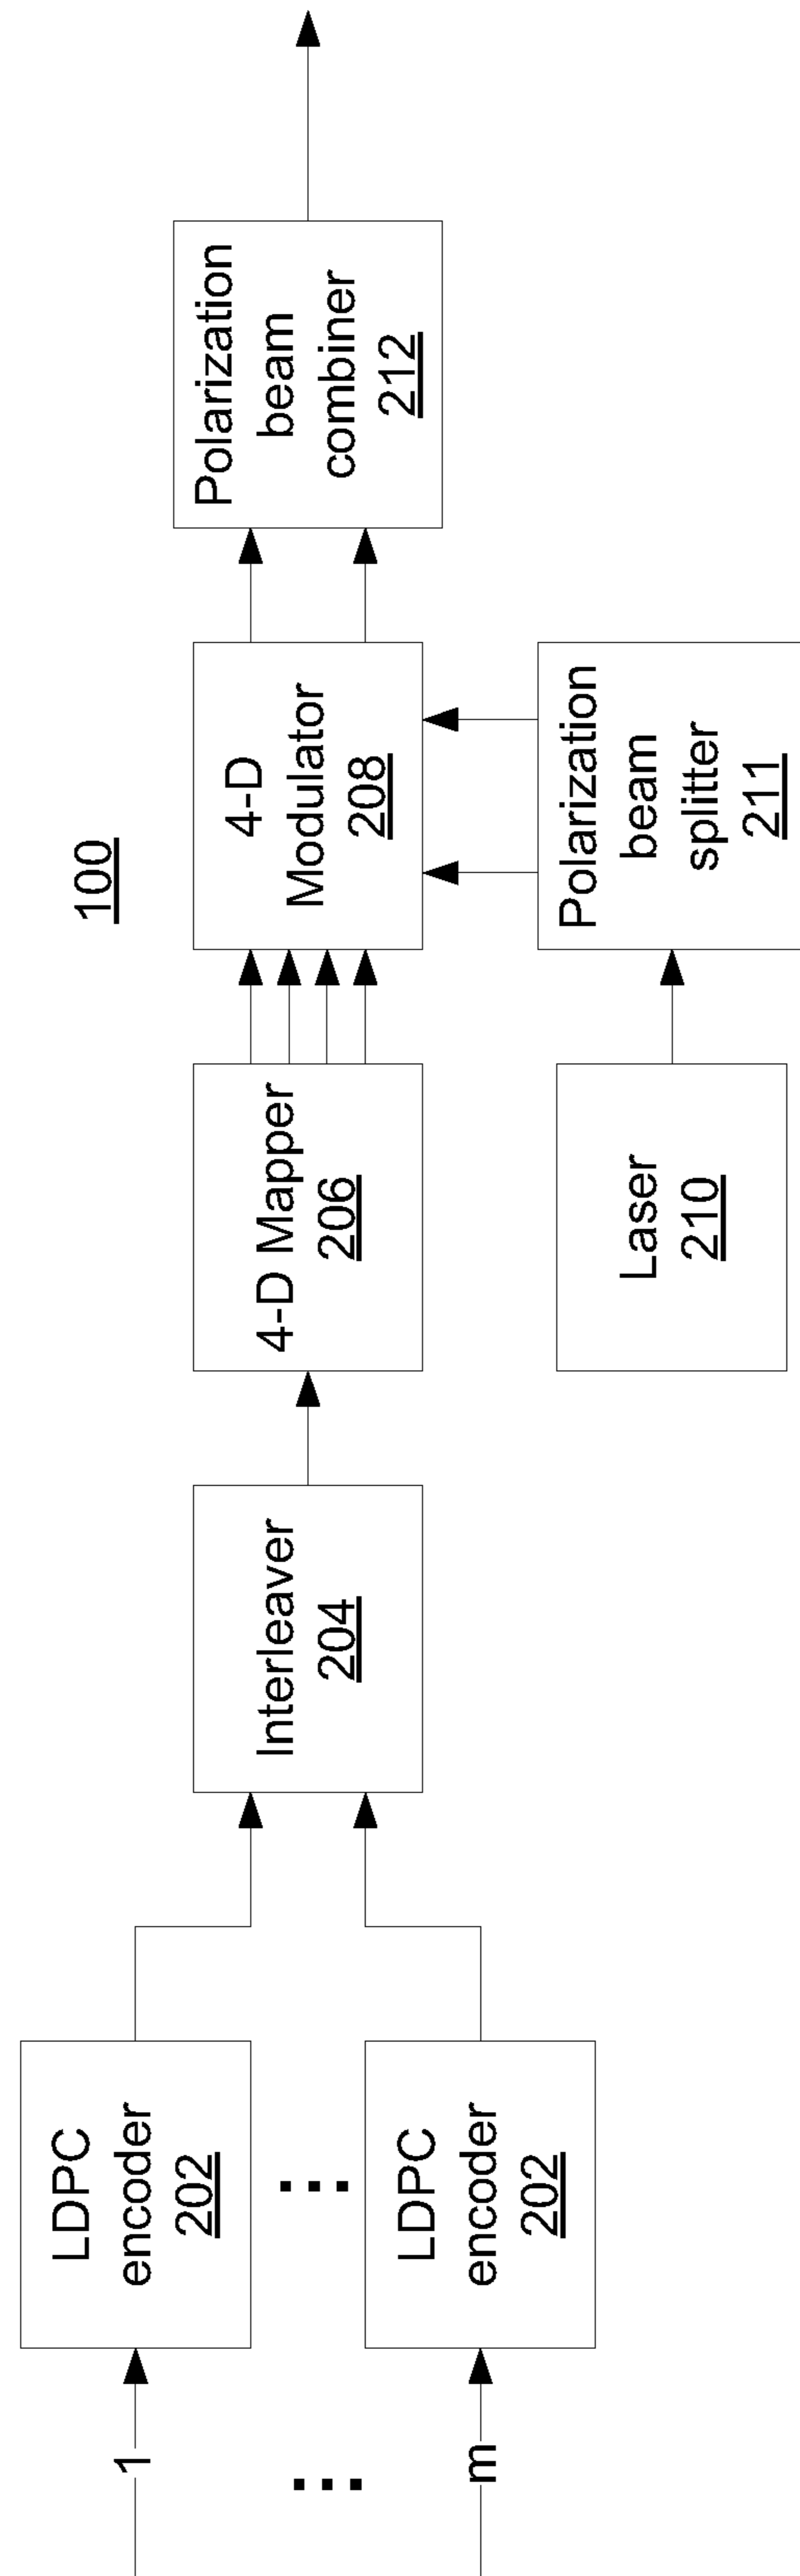 100
1
m
LDPC
encoder
202
LDPC
encoder
202
Interleaver
204
4-D Mapper
206
4-D
Modulator
208
Polarization
beam
combiner
212
Laser
210
Polarization
beam
splitter
211